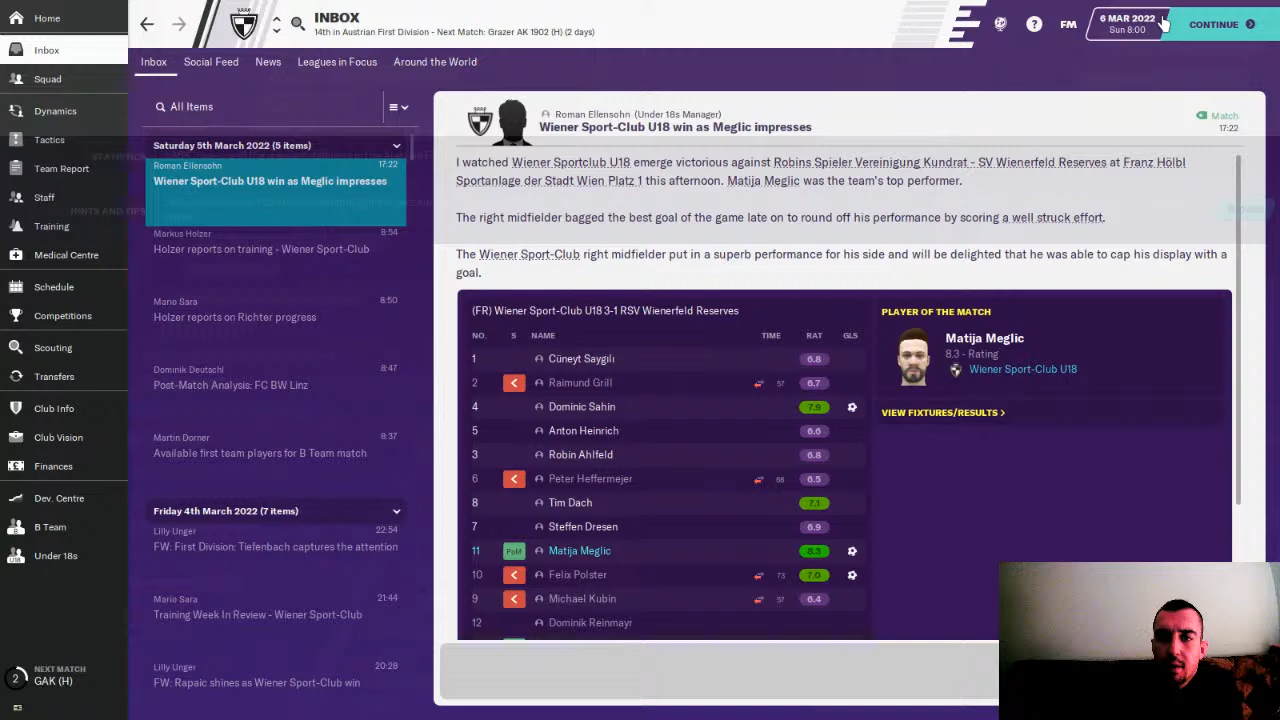 Home
INBOX
14th in Austrian First Division - Next Match: Grazer AK 1902 (H) (2 days)
FM
6 MAR 2022
Sun 8:00
CONTINUE
Inbox
Squad
Dynamics
Tactics
Team Report
Staff
Training
Medical Centre
Schedule
Competitions
Scouting
Transfers
Club Info
Club Vision
Finances
Dev. Centre
B Team
Under 18s
2
NEXT MATCH
GAK (H)
Inbox
Social Feed
News
Leagues in Focus
Around the World
All Items
Saturday 5th March 2022 (5 items)
Roman Ellensohn
17:22
Wiener Sport-Club U18 win as Meglic impresses
Markus Holzer
8:54
Holzer reports on training - Wiener Sport-Club
Mario Sara
8:50
Holzer reports on Richter progress
Dominik Deutschl
8:47
Post-Match Analysis: FC BW Linz
Martin Dorner
8:37
Available first team players for B Team match
Friday 4th March 2022 (7 items)
Lilly Unger
22:54
FW: First Division: Tiefenbach captures the attention
Mario Sara
21:44
Training Week In Review - Wiener Sport-Club
Lilly Unger
20:28
FW: Rapaic shines as Wiener Sport-Club win
Roman Ellensohn (Under 18s Manager)
Wiener Sport-Club U18 win as Meglic impresses
Match
17:22
I watched Wiener Sportclub U18 emerge victorious against Robins Spieler Verenigung Kundrat - SV Wienerfeld Reserves at Franz Hölbl
Sportanlage der Stadt Wien Platz 1 this afternoon. Matija Meglic was the team's top performer.
The right midfielder bagged the best goal of the game late on to round off his performance by scoring a well struck effort.
The Wiener Sport-Club right midfielder put in a superb performance for his side and will be delighted that he was able to cap his display with a
goal.
(FR) Wiener Sport-Club U18 3-1 RSV Wienerfeld Reserves
NO. S NAME TIME RAT GLS
1 Cüneyt Saygılı 6.8
2 Raimund Grill 57 6.7
4 Dominic Sahin 7.9
5 Anton Heinrich 6.6
3 Robin Ahlfeld 6.8
6 Peter Heffermejer 68 6.5
8 Tim Dach 7.1
7 Steffen Dresen 6.9
11 PoM Matija Meglic 8.3
10 Felix Polster 73 7.0
9 Michael Kubin 57 6.4
12 Dominik Reinmayr
PLAYER OF THE MATCH
Matija Meglic
8.3 - Rating
Wiener Sport-Club U18
VIEW FIXTURES/RESULTS >